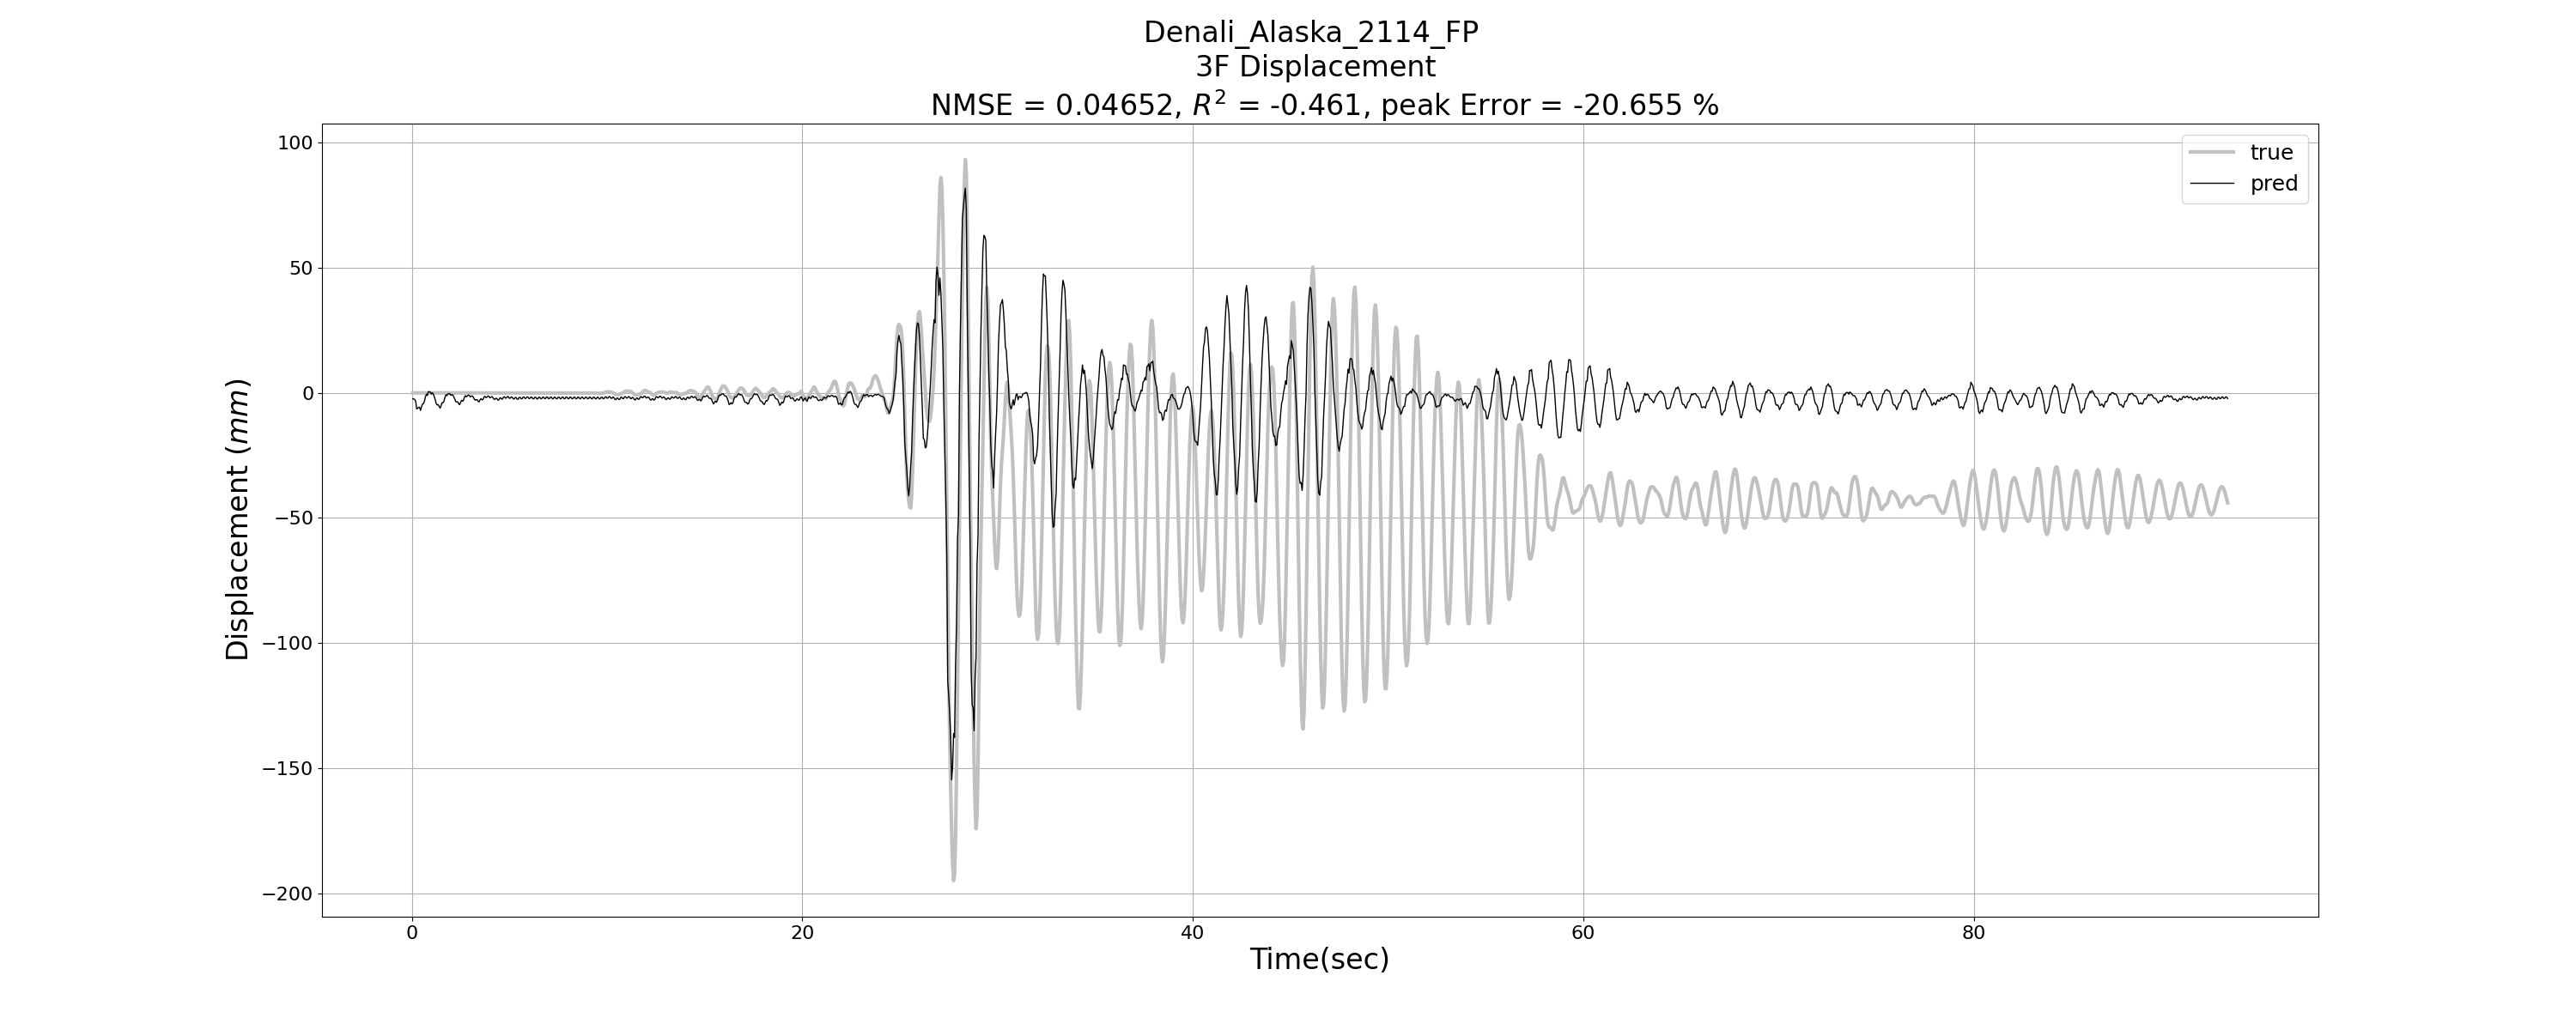 Denali_Alaska_2114_FP
3F Displacement
NMSE = 0.04652, R² = -0.461, peak Error = -20.655 %
100
50
0
−50
−100
−150
−200
Displacement (mm)
true
pred
0 20 40 60 80
Time(sec)